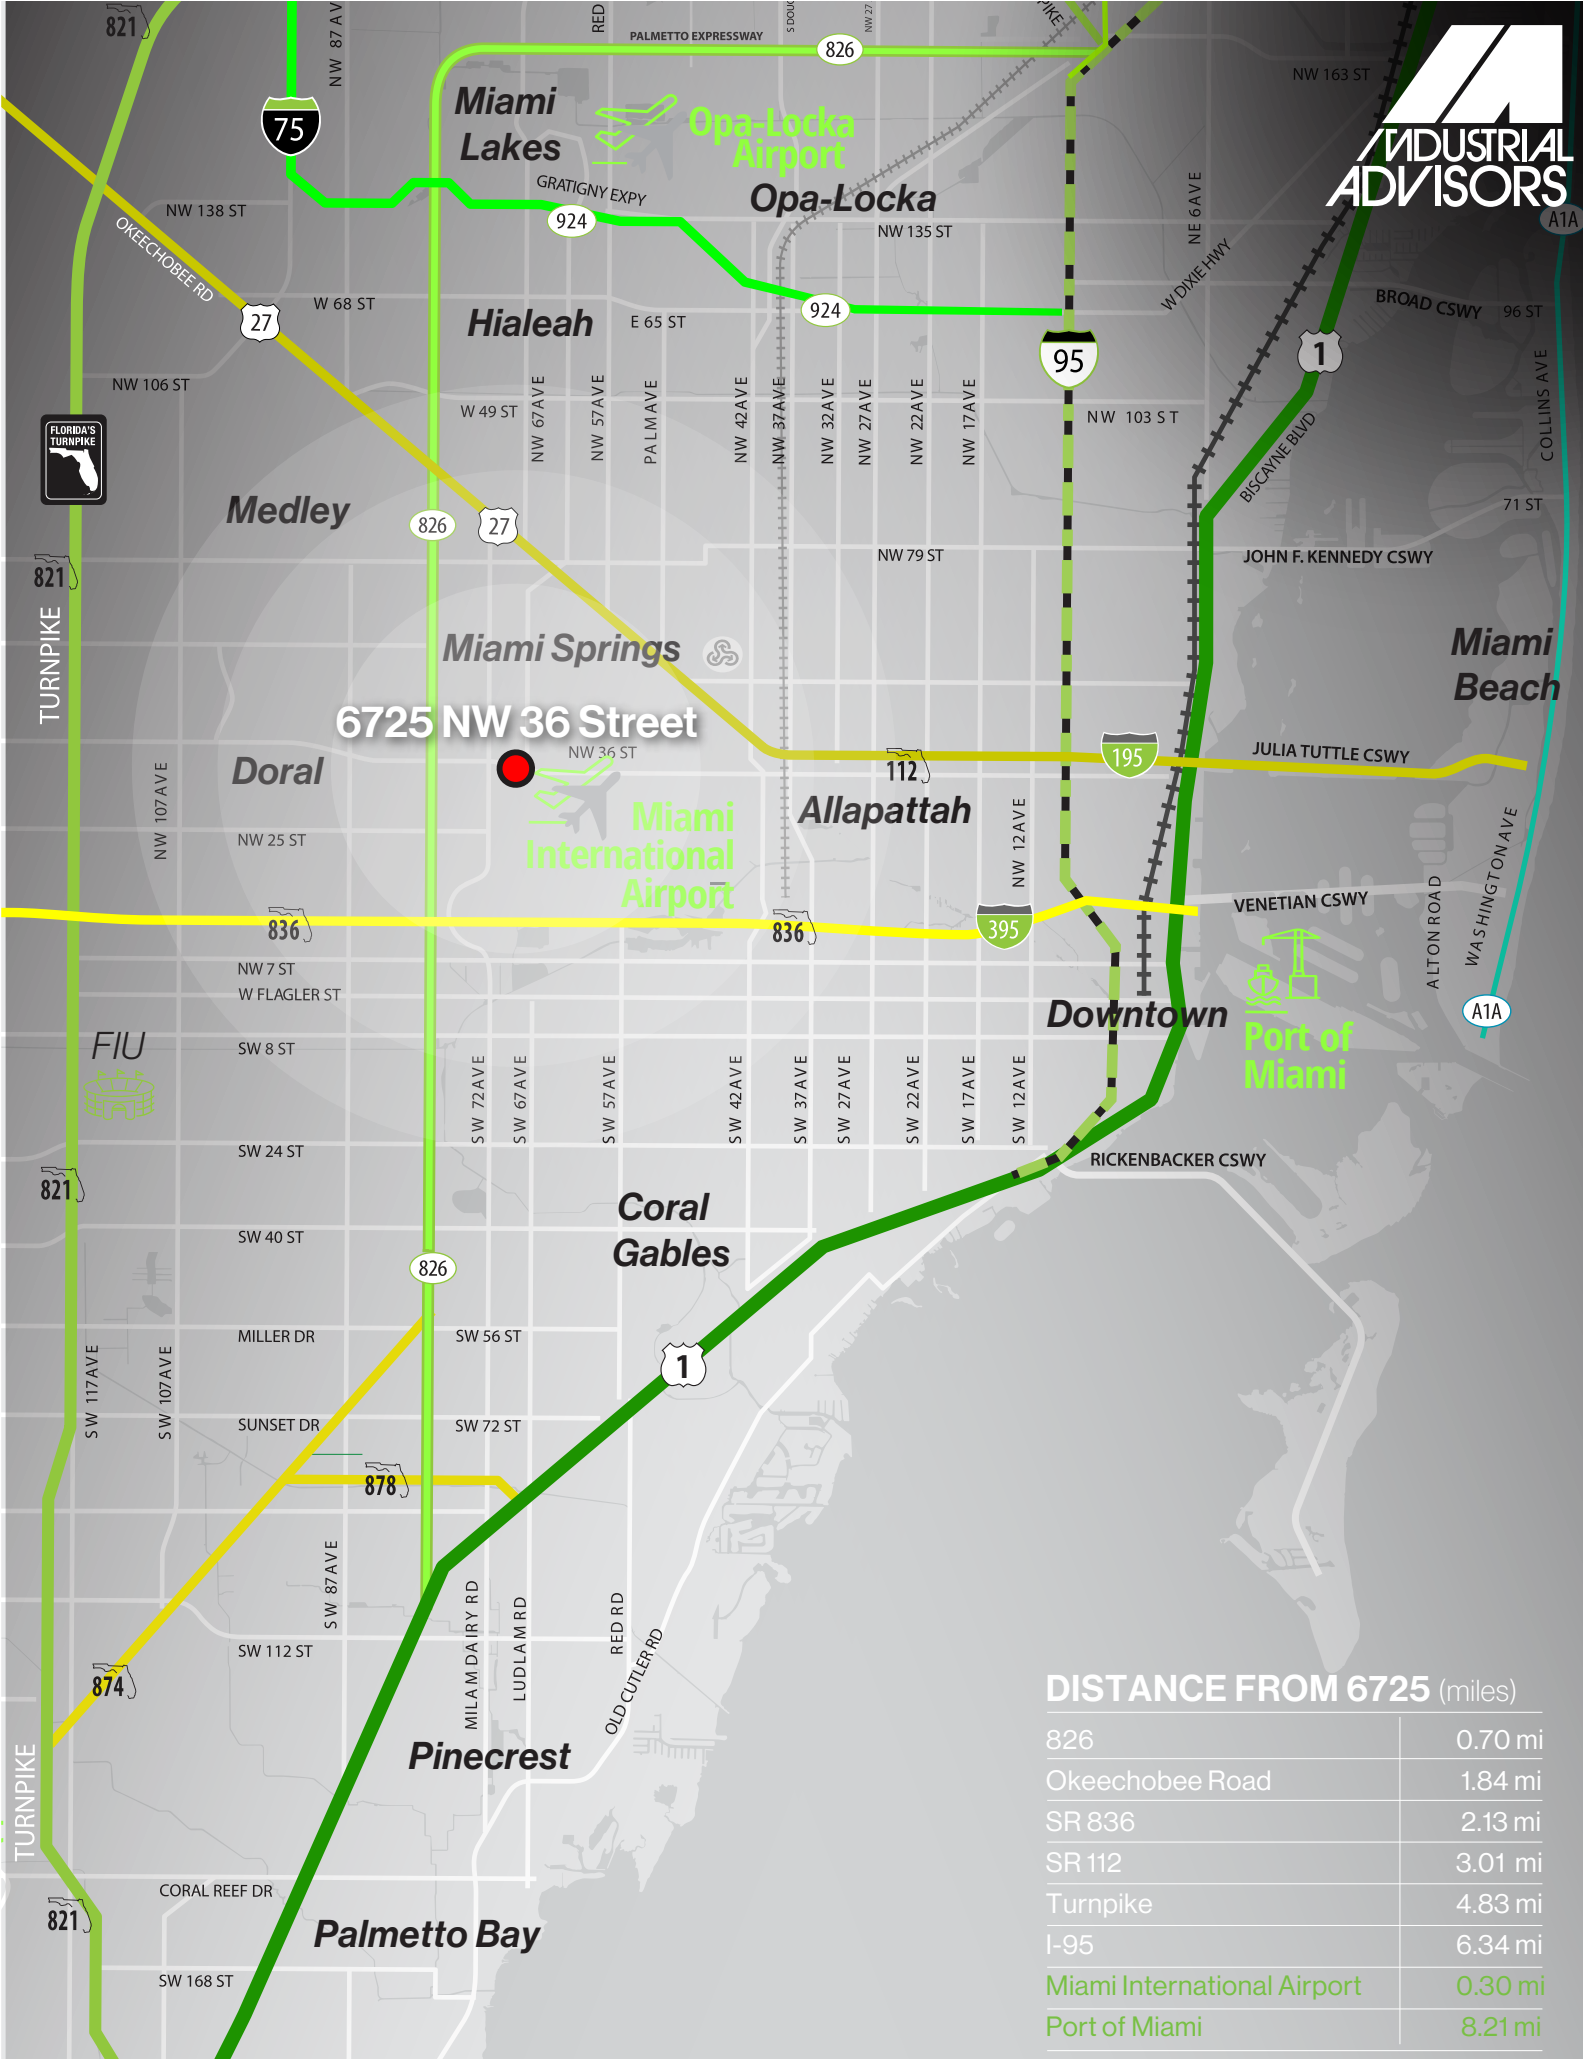 821
NW 87 AV
RED
PALMETTO EXPRESSWAY
NW 27
PIKE
826
NW 163 ST
75
Miami
Lakes
Opa-Locka
Airport
INDUSTRIAL
ADVISORS
GRATIGNY EXPY
924
Opa-Locka
NW 138 ST
NW 135 ST
NE 6 AVE
A1A
OKEECHOBEE RD
W DIXIE HWY
27
W 68 ST
Hialeah
E 65 ST
924
BROAD CSWY
96 ST
95
1
NW 106 ST
W 49 ST
NW 67 AVE
NW 57 AVE
PALM AVE
NW 42 AVE
NW 37 AVE
NW 32 AVE
NW 27 AVE
NW 22 AVE
NW 17 AVE
NW 103 ST
COLLINS AVE
FLORIDA'S
TURNPIKE
BISCAYNE BLVD
Medley
826
27
71 ST
821
NW 79 ST
JOHN F. KENNEDY CSWY
TURNPIKE
Miami Springs
Miami
Beach
6725 NW 36 Street
NW 36 ST
Doral
112
195
JULIA TUTTLE CSWY
NW 107 AVE
Allapattah
NW 12 AVE
Miami
International
Airport
NW 25 ST
WASHINGTON AVE
ALTON ROAD
VENETIAN CSWY
836
836
395
NW 7 ST
W FLAGLER ST
Downtown
A1A
Port of
Miami
FIU
SW 8 ST
SW 72 AVE
SW 67 AVE
SW 57 AVE
SW 42 AVE
SW 37 AVE
SW 27 AVE
SW 22 AVE
SW 17 AVE
SW 12 AVE
SW 24 ST
RICKENBACKER CSWY
821
Coral
Gables
SW 40 ST
826
MILLER DR
SW 56 ST
1
SW 117 AVE
SW 107 AVE
SUNSET DR
SW 72 ST
878
SW 87 AVE
MILAM DAIRY RD
LUDLAM RD
RED RD
OLD CUTLER RD
SW 112 ST
874
Pinecrest
TURNPIKE
CORAL REEF DR
821
Palmetto Bay
SW 168 ST
DISTANCE FROM 6725 (miles)
826 0.70 mi
Okeechobee Road 1.84 mi
SR 836 2.13 mi
SR 112 3.01 mi
Turnpike 4.83 mi
I-95 6.34 mi
Miami International Airport 0.30 mi
Port of Miami 8.21 mi